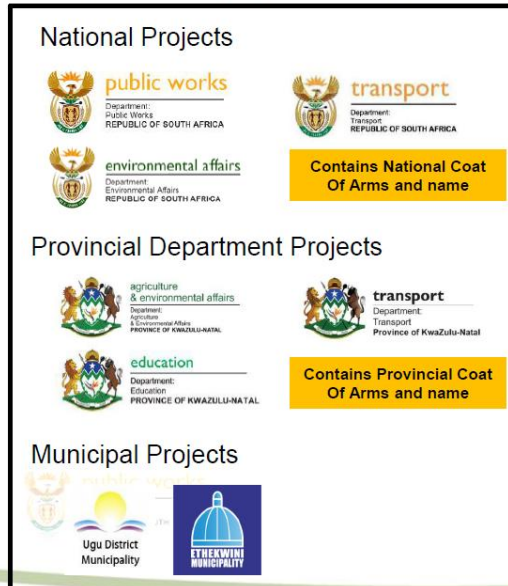 National Projects
public works
Department:
Public Works
REPUBLIC OF SOUTH AFRICA
transport
Department:
Transport
REPUBLIC OF SOUTH AFRICA
environmental affairs
Department:
Environmental Affairs
REPUBLIC OF SOUTH AFRICA
Contains National Coat
Of Arms and name
Provincial Department Projects
agriculture
& environmental affairs
Department:
Agriculture
& Environmental Affairs
PROVINCE OF KWAZULU-NATAL
transport
Department:
Transport
Province of KwaZulu-Natal
education
Department:
Education
PROVINCE OF KWAZULU-NATAL
Contains Provincial Coat
Of Arms and name
Municipal Projects
public works
Ugu District
Municipality
ETHEKWINI
MUNICIPALITY